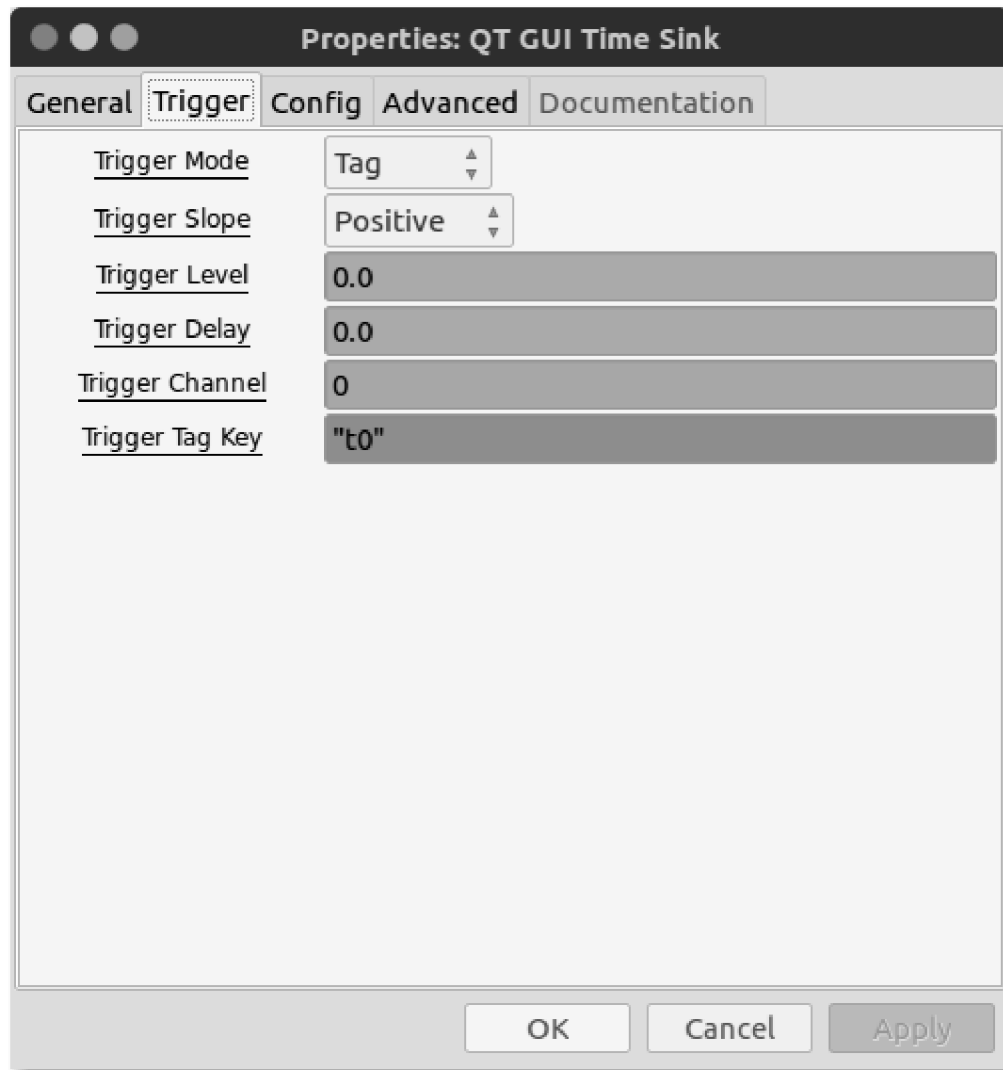 Properties: QT GUI Time Sink
General Trigger Config Advanced Documentation
Trigger Mode Tag
Trigger Slope Positive
Trigger Level 0.0
Trigger Delay 0.0
Trigger Channel 0
Trigger Tag Key "t0"
OK Cancel Apply